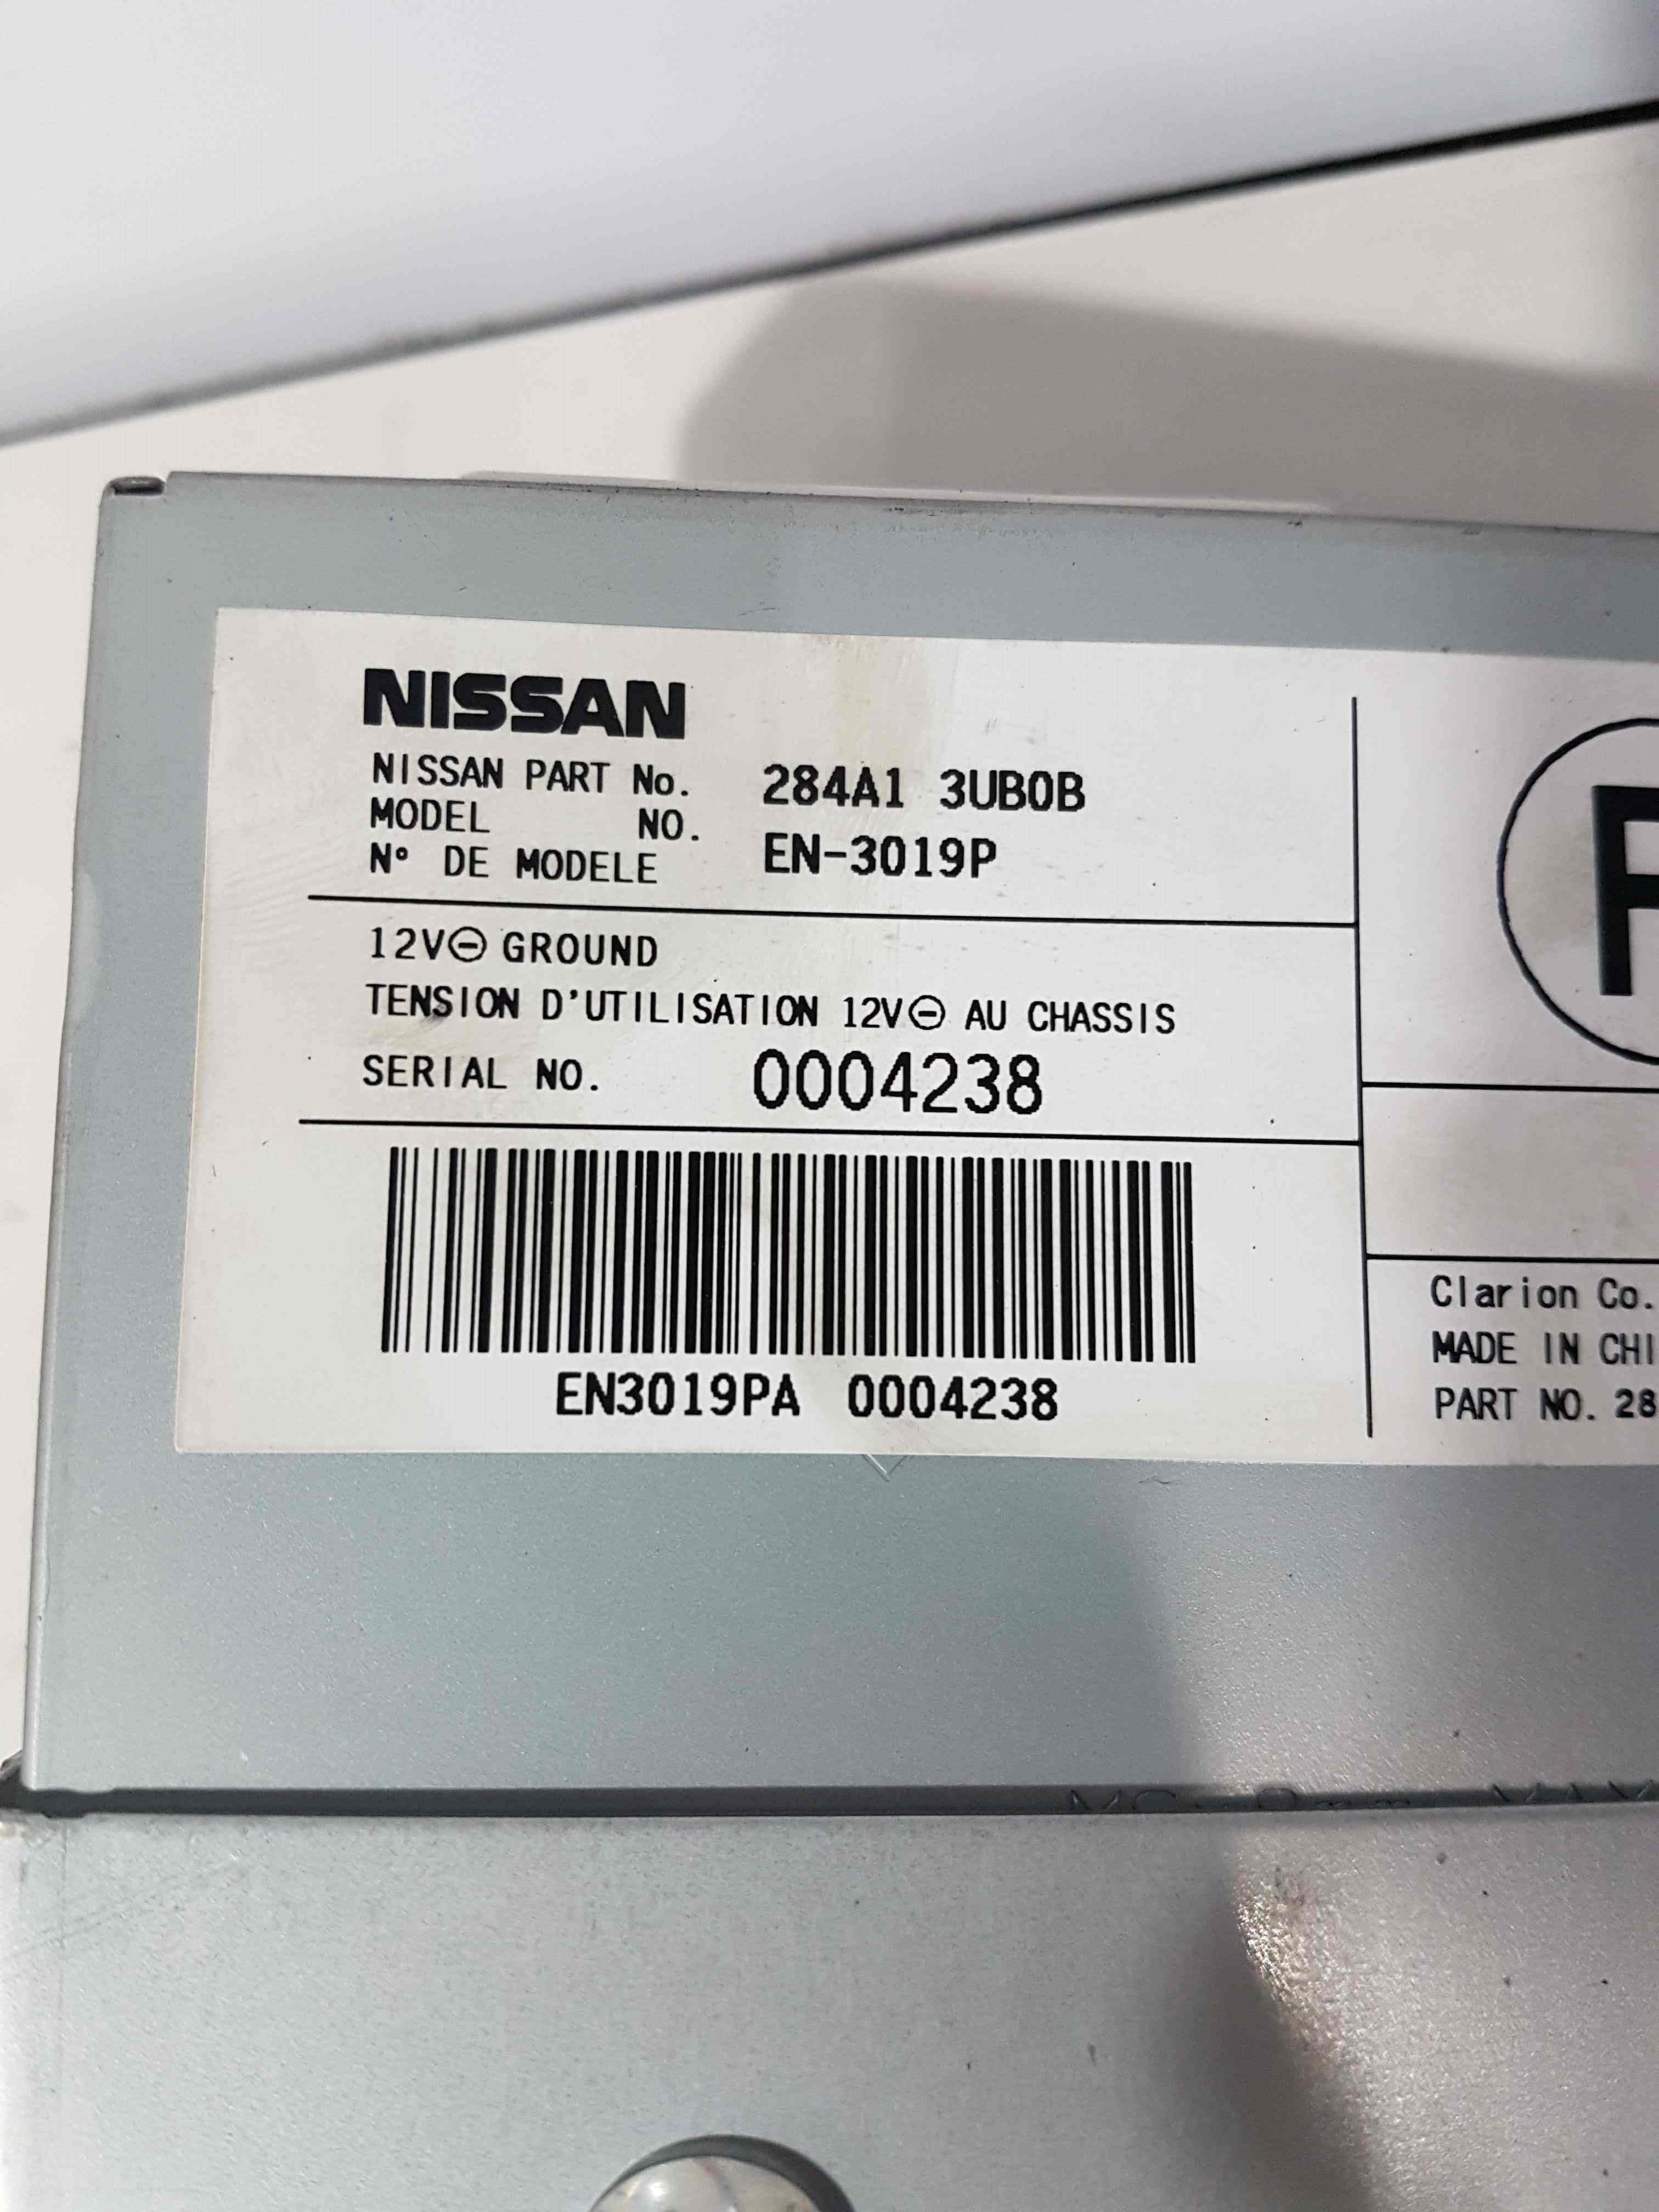 NISSAN
NISSAN PART No. 284A1 3UB0B
MODEL NO. EN-3019P
N° DE MODELE
12V⊖ GROUND
TENSION D'UTILISATION 12V⊖ AU CHASSIS
SERIAL NO. 0004238
EN3019PA 0004238
Clarion Co.
MADE IN CHI
PART NO. 28